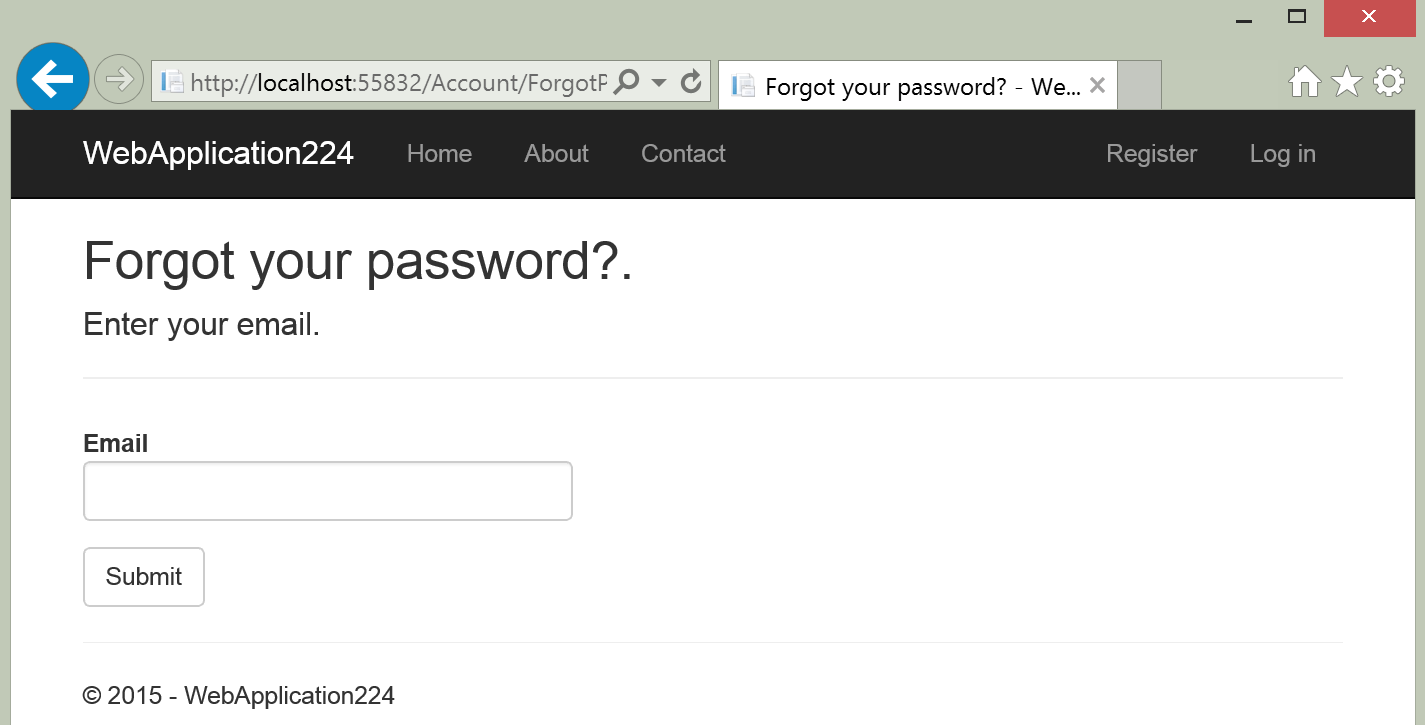 http://localhost:55832/Account/ForgotP
Forgot your password? - We...
WebApplication224 Home About Contact Register Log in
Forgot your password?.
Enter your email.
Email
Submit
© 2015 - WebApplication224